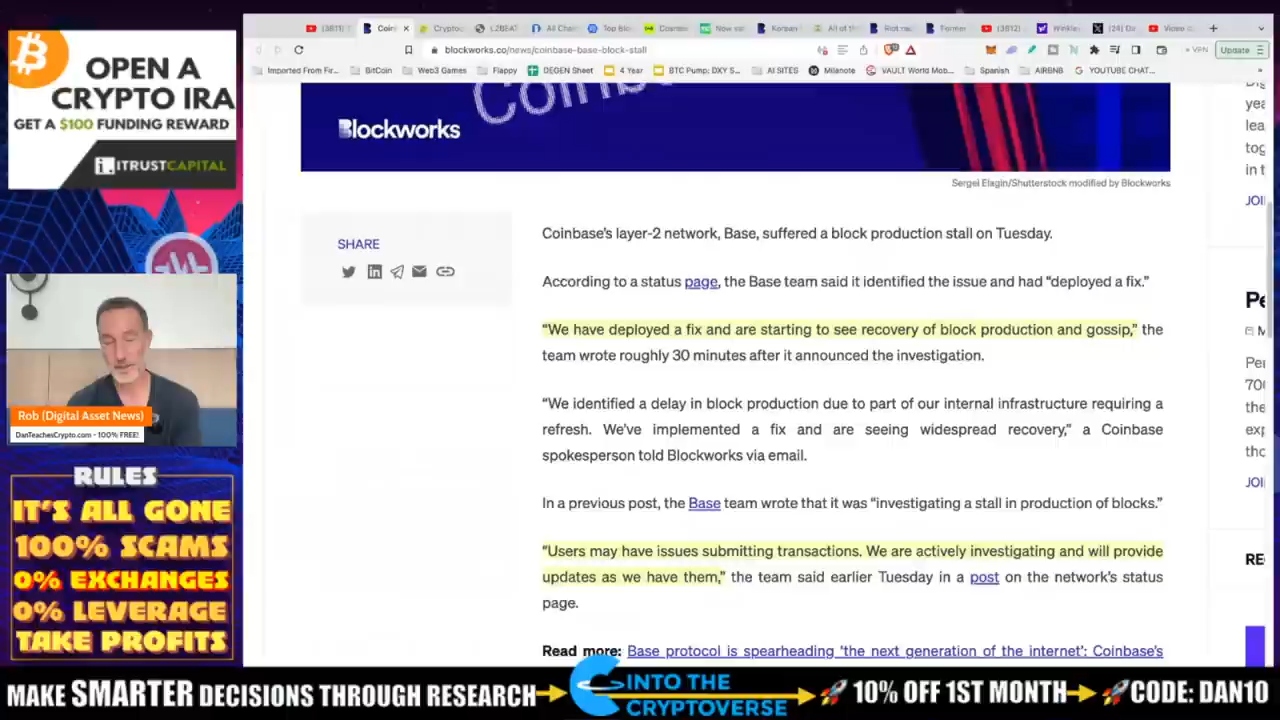 OPEN A
CRYPTO IRA
GET A $100 FUNDING REWARD
ITRUSTCAPITAL
Rob (Digital Asset News)
DanTeachesCrypto.com - 100% FREE!
RULES
IT'S ALL GONE
100% SCAMS
0% EXCHANGES
0% LEVERAGE
TAKE PROFITS
blockworks.co/news/coinbase-base-block-stall
VPN
Update
Imported From Fir...
BitCoin
Web3 Games
Flappy
DEGEN Sheet
4 Year
BTC Pump: DXY S...
AI SITES
Milanote
VAULT World Mob...
Spanish
AIRBNB
YOUTUBE CHAT...
Blockworks
Sergei Elagin/Shutterstock modified by Blockworks
SHARE
Coinbase's layer-2 network, Base, suffered a block production stall on Tuesday.
According to a status page, the Base team said it identified the issue and had "deployed a fix."
"We have deployed a fix and are starting to see recovery of block production and gossip," the
team wrote roughly 30 minutes after it announced the investigation.
"We identified a delay in block production due to part of our internal infrastructure requiring a
refresh. We've implemented a fix and are seeing widespread recovery," a Coinbase
spokesperson told Blockworks via email.
In a previous post, the Base team wrote that it was "investigating a stall in production of blocks."
"Users may have issues submitting transactions. We are actively investigating and will provide
updates as we have them," the team said earlier Tuesday in a post on the network's status
page.
Read more: Base protocol is spearheading 'the next generation of the internet': Coinbase's
MAKE SMARTER DECISIONS THROUGH RESEARCH
INTO THE
CRYPTOVERSE
10% OFF 1ST MONTH
CODE: DAN10